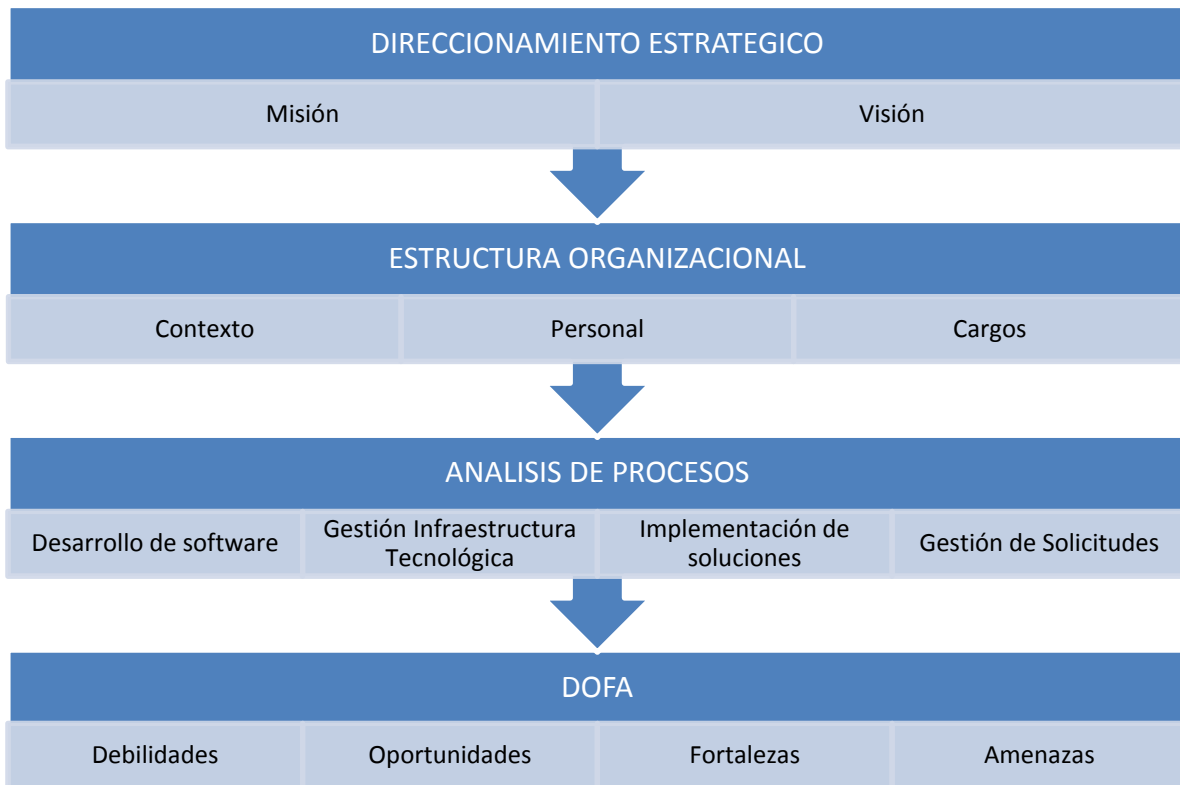 DIRECCIONAMIENTO ESTRATEGICO
Misión
Visión
ESTRUCTURA ORGANIZACIONAL
Contexto
Personal
Cargos
ANALISIS DE PROCESOS
Desarrollo de software
Gestión Infraestructura
Tecnológica
Implementación de
soluciones
Gestión de Solicitudes
DOFA
Debilidades
Oportunidades
Fortalezas
Amenazas